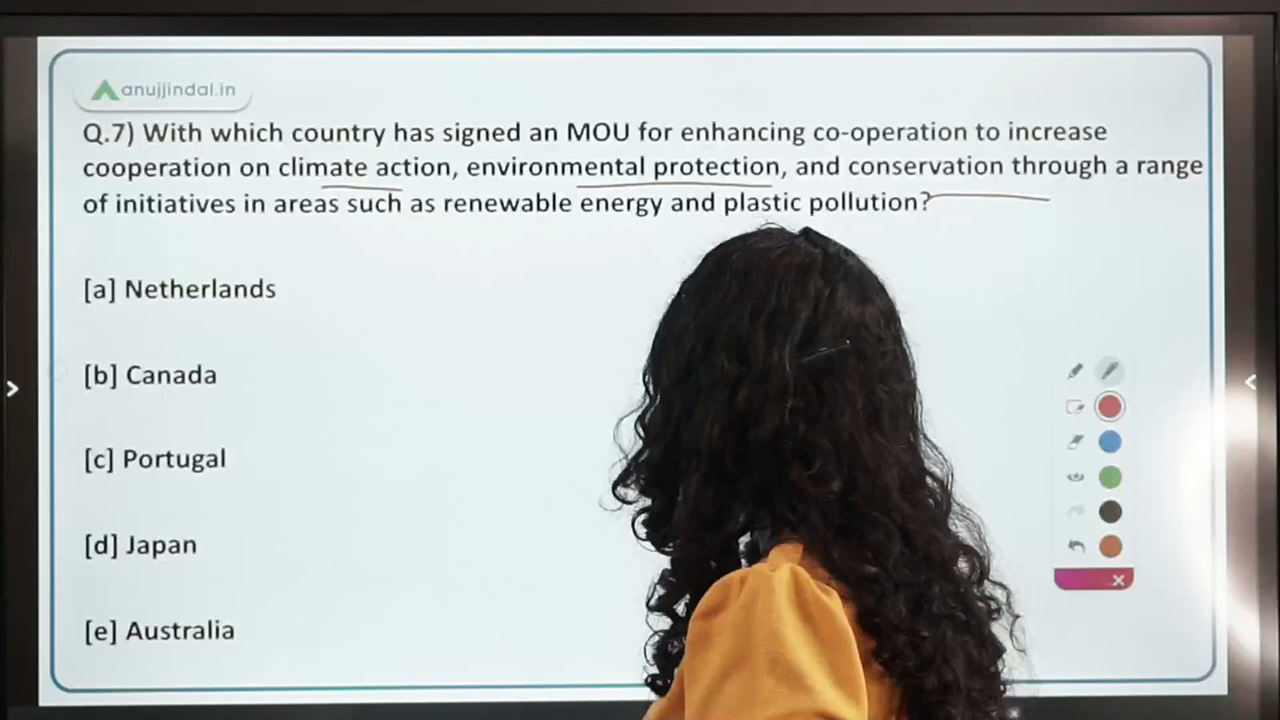 anujjindal.in
Q.7) With which country has signed an MOU for enhancing co-operation to increase
cooperation on climate action, environmental protection, and conservation through a range
of initiatives in areas such as renewable energy and plastic pollution?
[a] Netherlands
[b] Canada
[c] Portugal
[d] Japan
[e] Australia